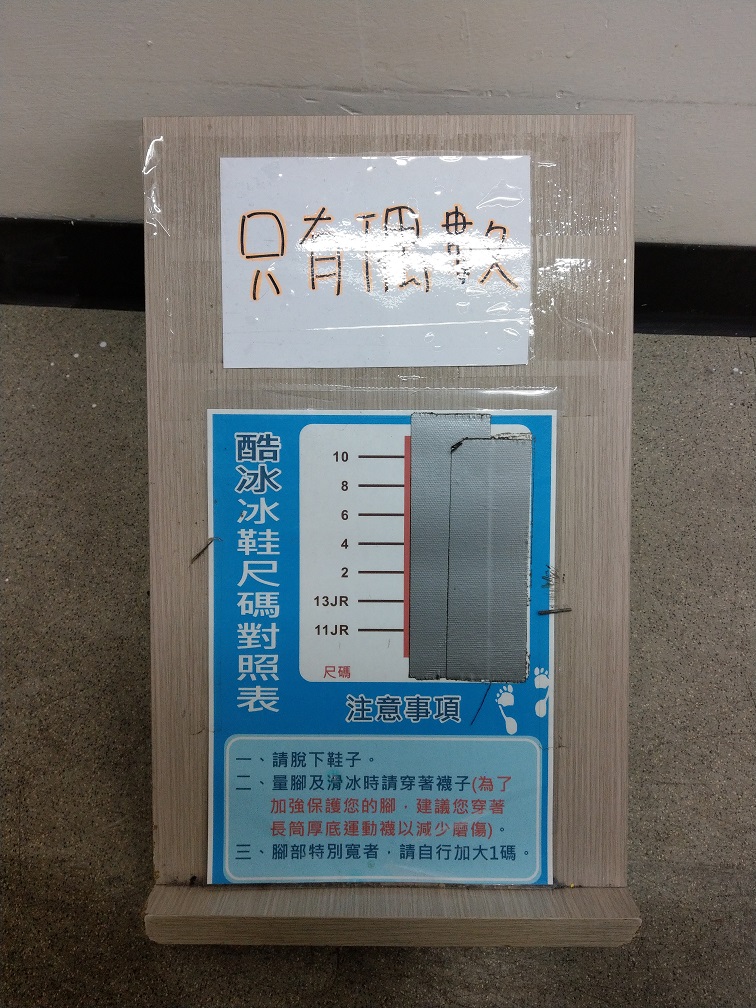 只有偶數
酷冰冰鞋尺碼對照表
10
8
6
4
2
13JR
11JR
尺碼
注意事項
一、請脫下鞋子。
二、量腳及滑冰時請穿著襪子(為了
加強保護您的腳，建議您穿著
長筒厚底運動襪以減少磨傷)。
三、腳部特別寬者，請自行加大1碼。